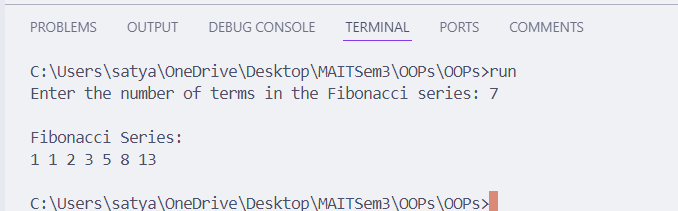 PROBLEMS OUTPUT DEBUG CONSOLE TERMINAL PORTS COMMENTS
C:\Users\satya\OneDrive\Desktop\MAITSem3\OOPs\OOPs>run
Enter the number of terms in the Fibonacci series: 7
Fibonacci Series:
1 1 2 3 5 8 13
C:\Users\satya\OneDrive\Desktop\MAITSem3\OOPs\OOPs>